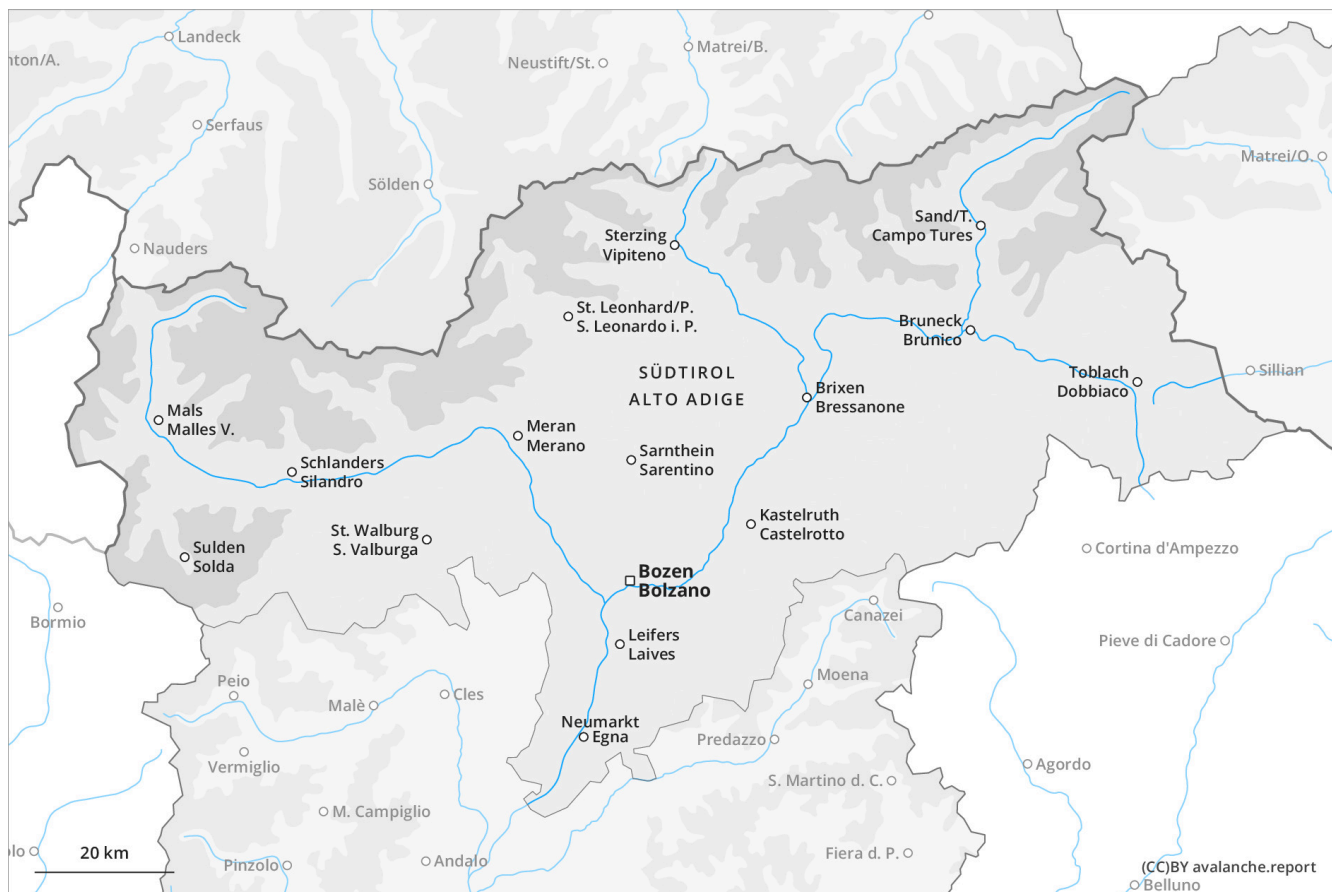 Landeck
nton/A.
Matrei/B.
Neustift/St.
Serfaus
Matrei/O.
Sölden
Sand/T.
Campo Tures
Sterzing
Vipiteno
Nauders
St. Leonhard/P.
S. Leonardo i. P.
Bruneck
Brunico
SÜDTIROL
ALTO ADIGE
Toblach
Dobbiaco
Sillian
Brixen
Bressanone
Mals
Malles V.
Meran
Merano
Sarnthein
Sarentino
Schlanders
Silandro
Kastelruth
Castelrotto
St. Walburg
S. Valburga
Sulden
Solda
Cortina d'Ampezzo
Bozen
Bolzano
Bormio
Canazei
Leifers
Laives
Pieve di Cadore
Peio
Moena
Malè
Cles
Neumarkt
Egna
Predazzo
Vermiglio
Agordo
S. Martino d. C.
M. Campiglio
olo
20 km
Pinzolo
Andalo
Fiera d. P.
(CC)BY avalanche.report
Belluno